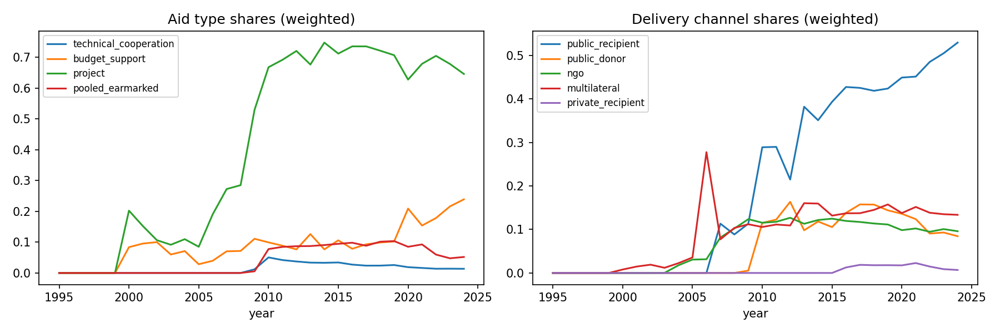 Aid type shares (weighted)
technical_cooperation
budget_support
project
pooled_earmarked
0.7
0.6
0.5
0.4
0.3
0.2
0.1
0.0
1995 2000 2005 2010 2015 2020 2025
year
Delivery channel shares (weighted)
public_recipient
public_donor
ngo
multilateral
private_recipient
0.5
0.4
0.3
0.2
0.1
0.0
1995 2000 2005 2010 2015 2020 2025
year